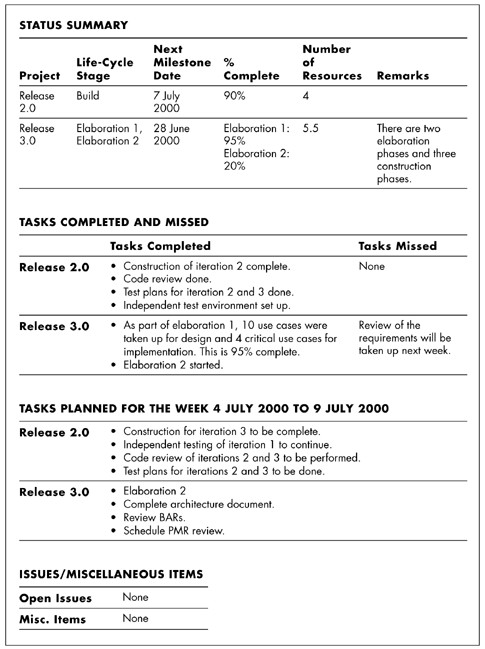 STATUS SUMMARY
Project Life-Cycle Stage Next Milestone Date % Complete Number of Resources Remarks
Release 2.0 Build 7 July 2000 90% 4
Release 3.0 Elaboration 1, Elaboration 2 28 June 2000 Elaboration 1: 95% Elaboration 2: 20% 5.5 There are two elaboration phases and three construction phases.
TASKS COMPLETED AND MISSED
Tasks Completed Tasks Missed
Release 2.0 • Construction of iteration 2 complete. None
• Code review done.
• Test plans for iteration 2 and 3 done.
• Independent test environment set up.
Release 3.0 • As part of elaboration 1, 10 use cases were Review of the
taken up for design and 4 critical use cases for requirements will be
implementation. This is 95% complete. taken up next week.
• Elaboration 2 started.
TASKS PLANNED FOR THE WEEK 4 JULY 2000 TO 9 JULY 2000
Release 2.0 • Construction for iteration 3 to be complete.
• Independent testing of iteration 1 to continue.
• Code review of iterations 2 and 3 to be performed.
• Test plans for iterations 2 and 3 to be done.
Release 3.0 • Elaboration 2
• Complete architecture document.
• Review BARs.
• Schedule PMR review.
ISSUES/MISCELLANEOUS ITEMS
Open Issues None
Misc. Items None